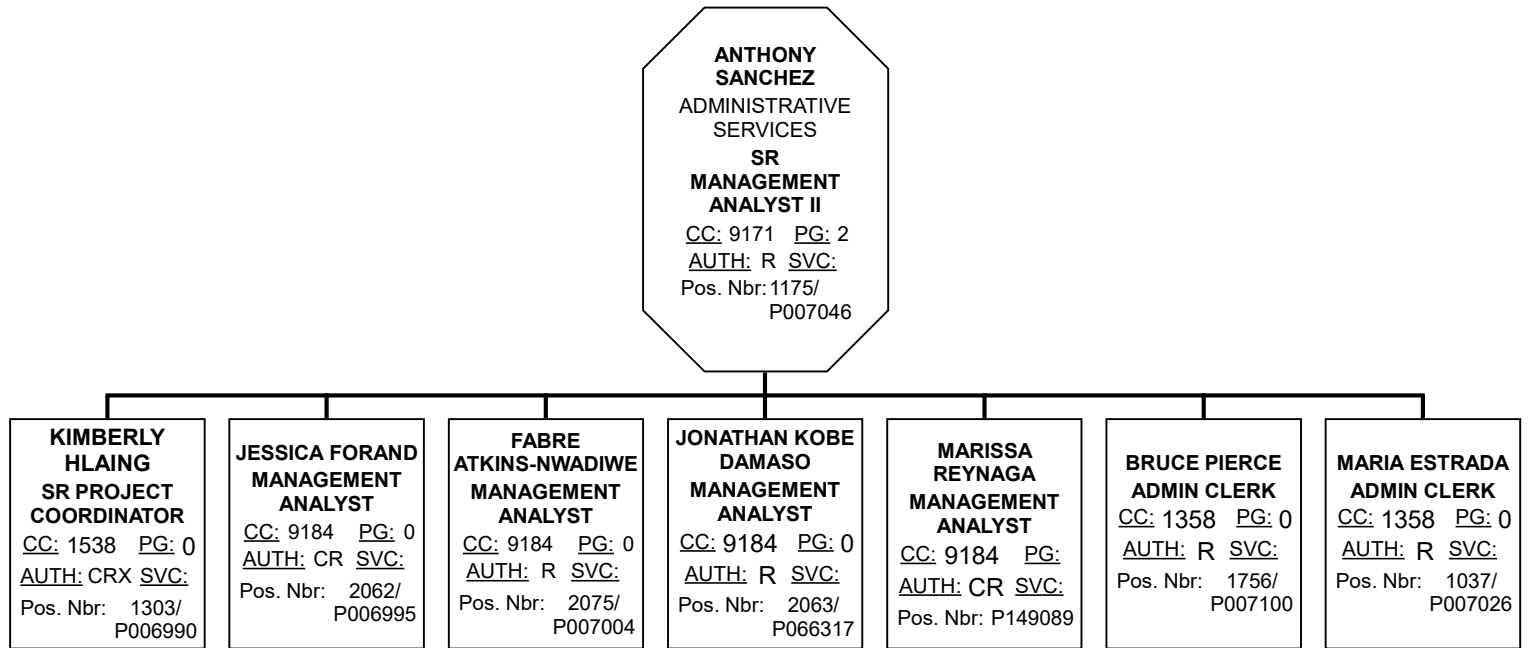 ANTHONY
SANCHEZ
ADMINISTRATIVE
SERVICES
SR
MANAGEMENT
ANALYST II
CC: 9171 PG: 2
AUTH: R SVC:
Pos. Nbr: 1175/
P007046
KIMBERLY
HLAING
SR PROJECT
COORDINATOR
CC: 1538 PG: 0
AUTH: CRX SVC:
Pos. Nbr: 1303/
P006990
JESSICA FORAND
MANAGEMENT
ANALYST
CC: 9184 PG: 0
AUTH: CR SVC:
Pos. Nbr: 2062/
P006995
FABRE
ATKINS-NWADIWE
MANAGEMENT
ANALYST
CC: 9184 PG: 0
AUTH: R SVC:
Pos. Nbr: 2075/
P007004
JONATHAN KOBE
DAMASO
MANAGEMENT
ANALYST
CC: 9184 PG: 0
AUTH: R SVC:
Pos. Nbr: 2063/
P066317
MARISSA
REYNAGA
MANAGEMENT
ANALYST
CC: 9184 PG:
AUTH: CR SVC:
Pos. Nbr: P149089
BRUCE PIERCE
ADMIN CLERK
CC: 1358 PG: 0
AUTH: R SVC:
Pos. Nbr: 1756/
P007100
MARIA ESTRADA
ADMIN CLERK
CC: 1358 PG: 0
AUTH: R SVC:
Pos. Nbr: 1037/
P007026